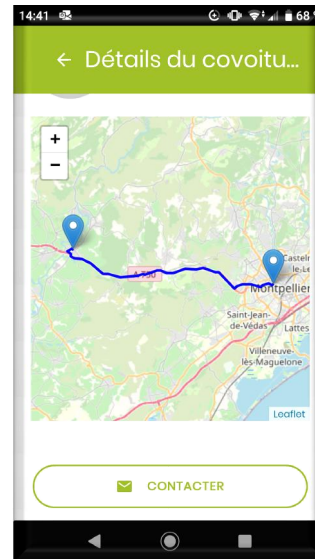 14:41 68
← Détails du covoitu...
+
−
A 750
Casteln
le-Le
Montpellier
Saint-Jean-
de-Védas Lattes
Villeneuve-
lès-Maguelone
Leaflet
CONTACTER